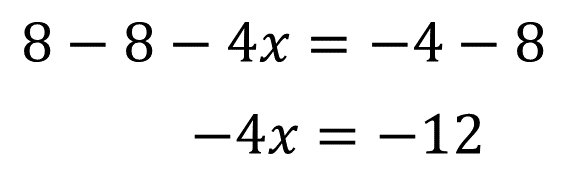 8 − 8 − 4x = −4 − 8
−4x = −12